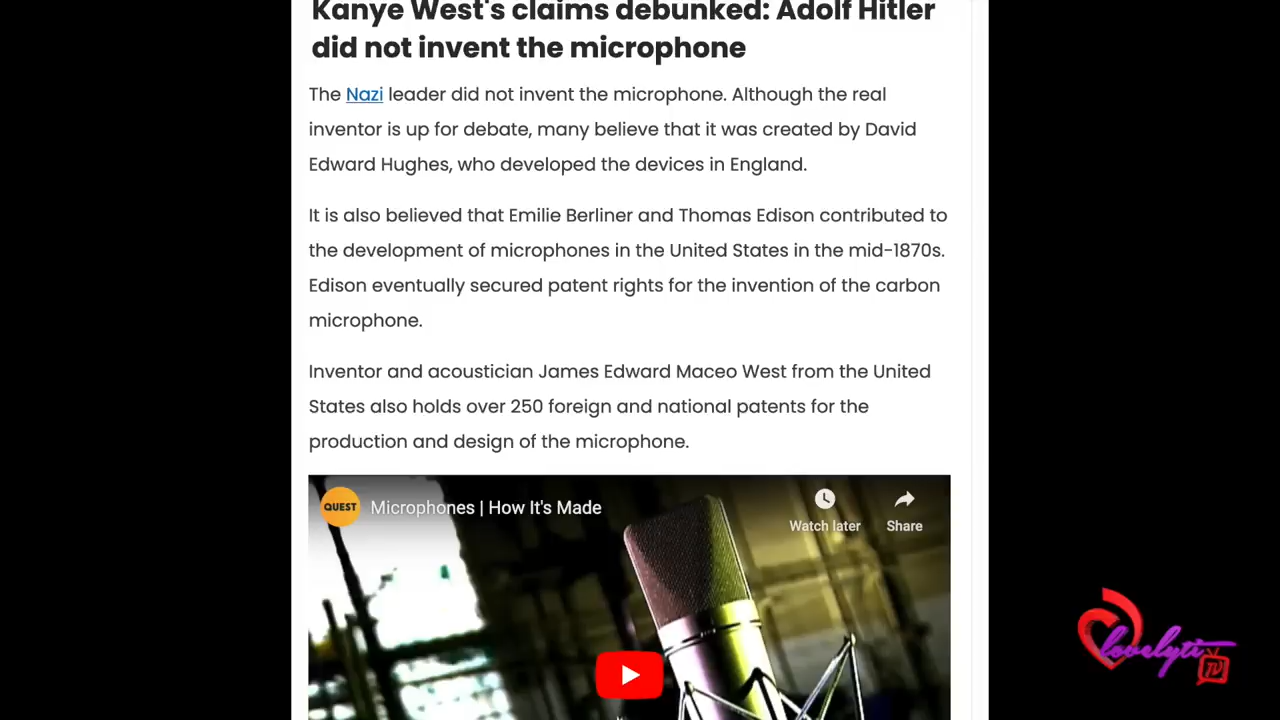 Kanye West's claims debunked: Adolf Hitler
did not invent the microphone
The Nazi leader did not invent the microphone. Although the real
inventor is up for debate, many believe that it was created by David
Edward Hughes, who developed the devices in England.
It is also believed that Emilie Berliner and Thomas Edison contributed to
the development of microphones in the United States in the mid-1870s.
Edison eventually secured patent rights for the invention of the carbon
microphone.
Inventor and acoustician James Edward Maceo West from the United
States also holds over 250 foreign and national patents for the
production and design of the microphone.
QUEST
Microphones | How It's Made
Watch later
Share
lovelyti
TV